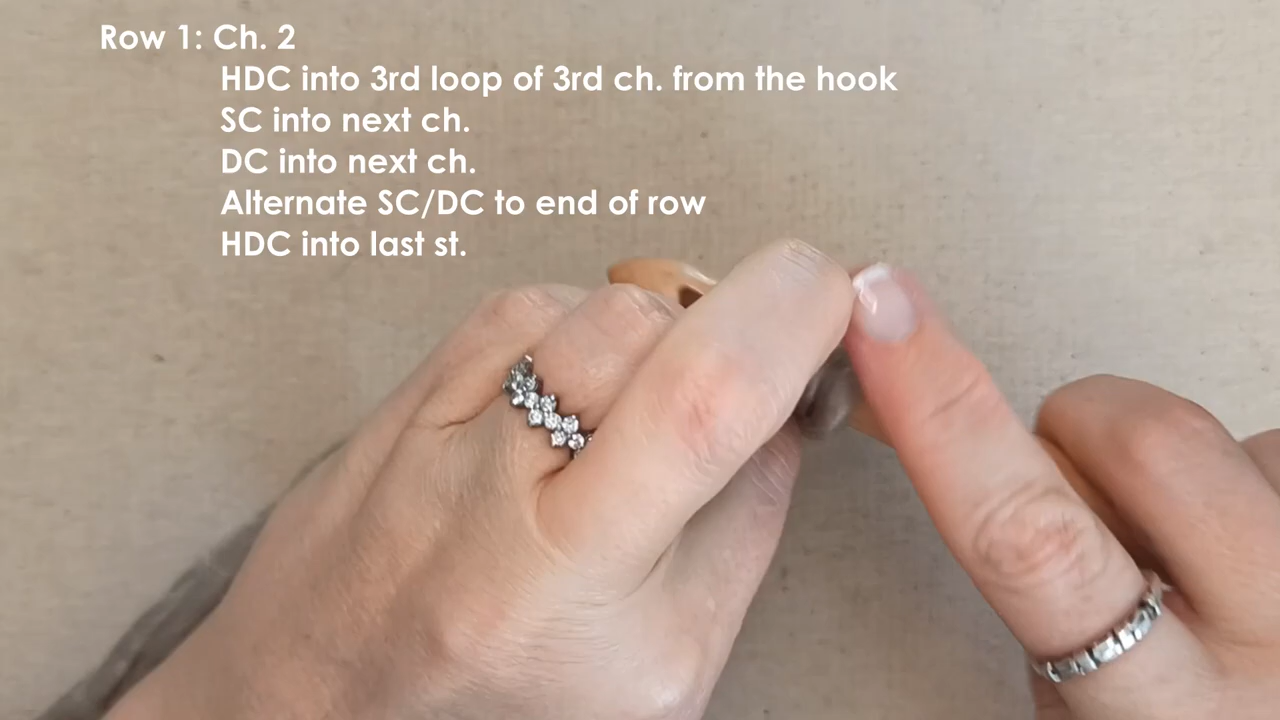 Row 1: Ch. 2
HDC into 3rd loop of 3rd ch. from the hook
SC into next ch.
DC into next ch.
Alternate SC/DC to end of row
HDC into last st.